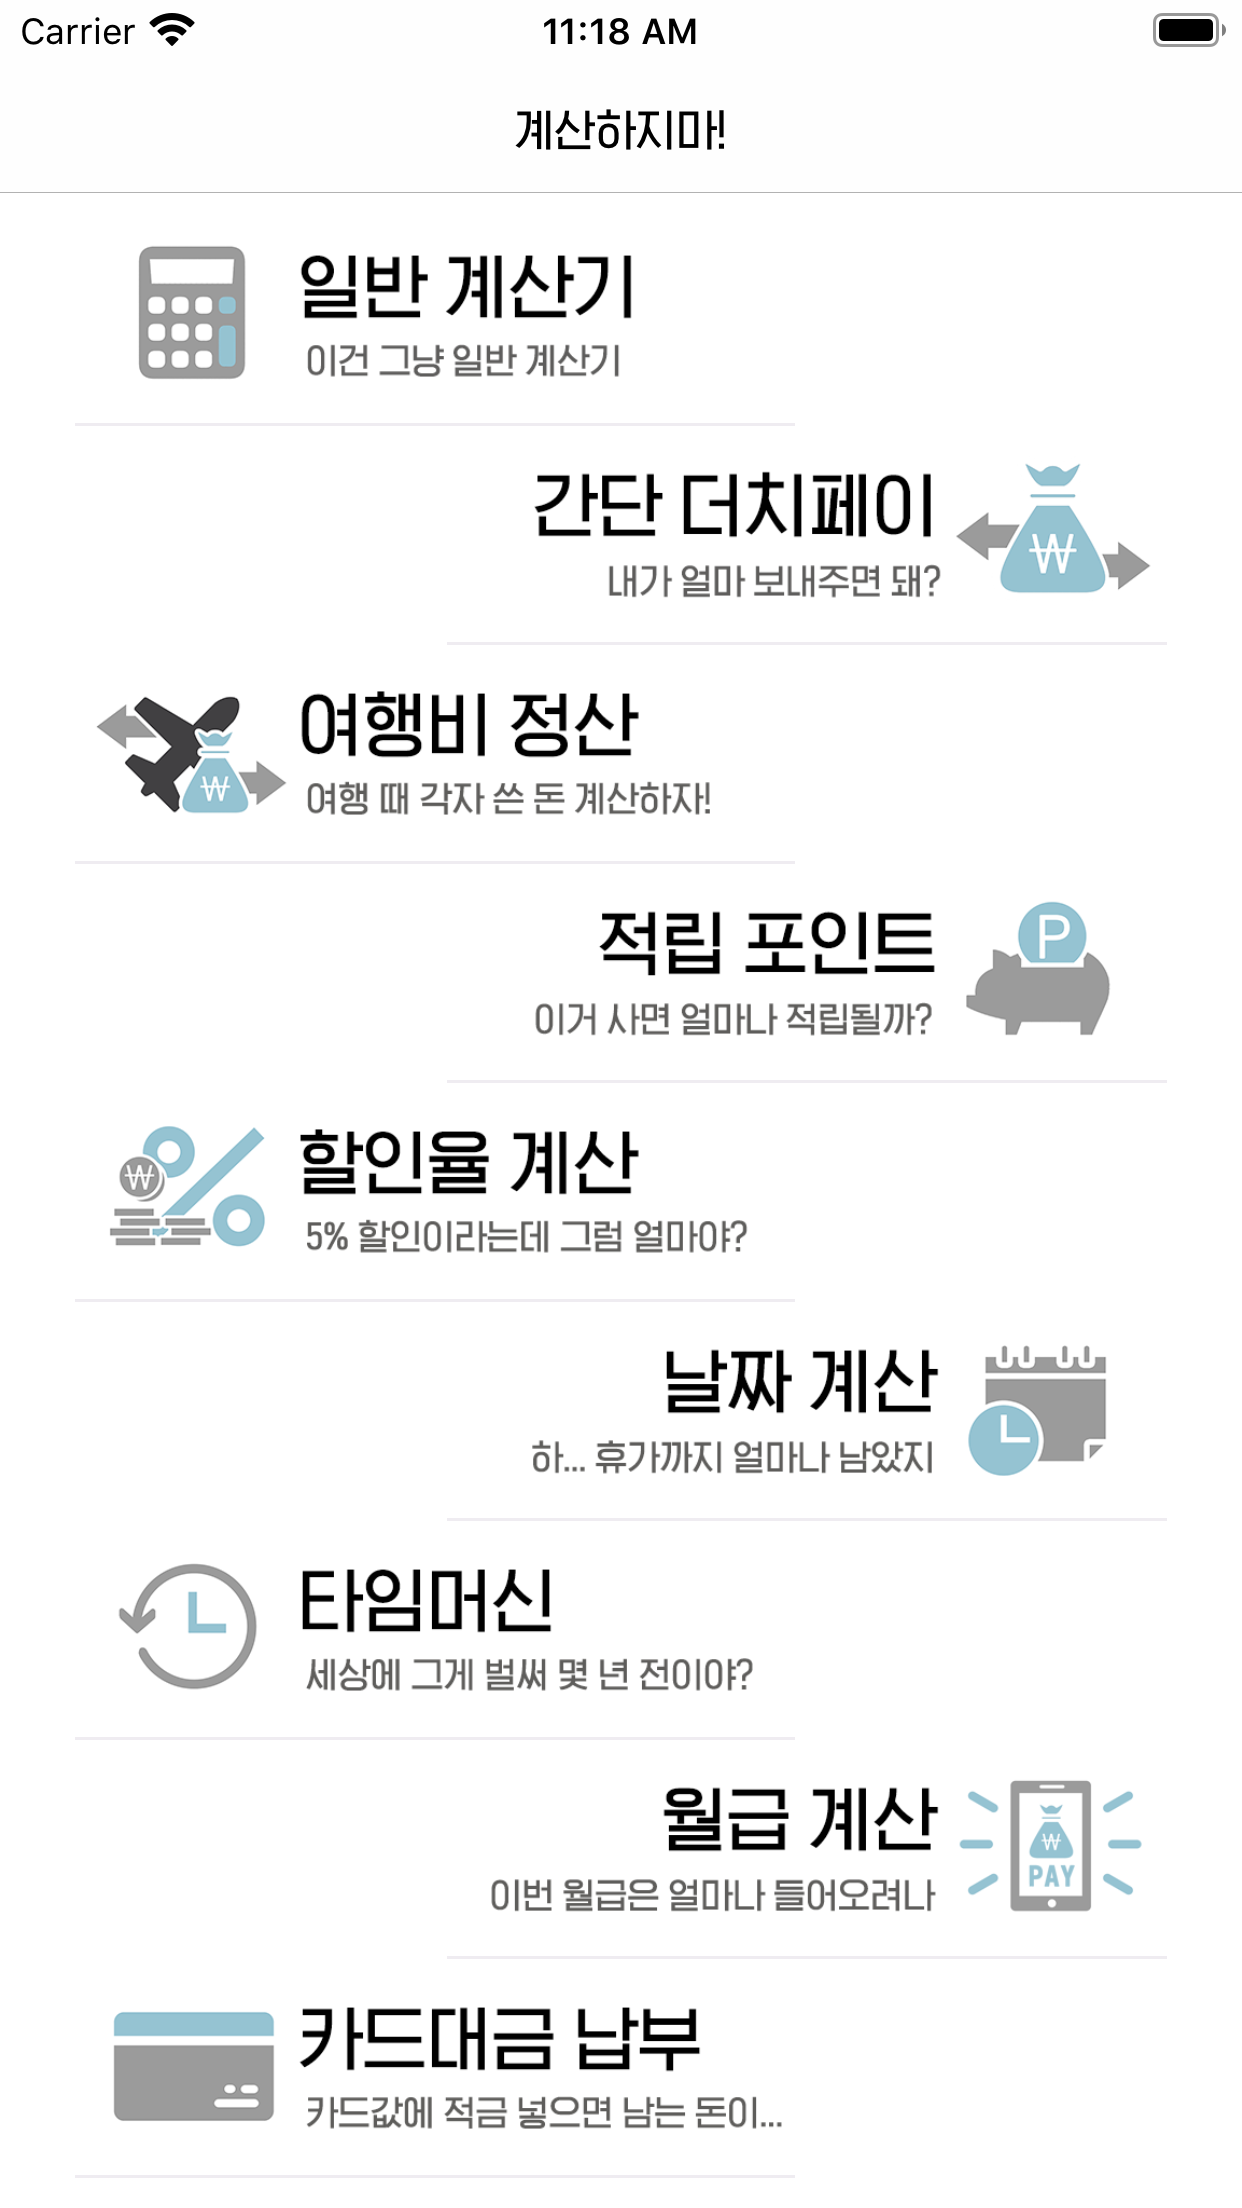 Carrier 11:18 AM
계산하지마!
일반 계산기
이건 그냥 일반 계산기
간단 더치페이
₩
내가 얼마 보내주면 돼?
여행비 정산
₩
여행 때 각자 쓴 돈 계산하자!
적립 포인트
P
이거 사면 얼마나 적립될까?
할인율 계산
₩ %
5% 할인이라는데 그럼 얼마야?
날짜 계산
하... 휴가까지 얼마나 남았지
타임머신
세상에 그게 벌써 몇 년 전이야?
월급 계산
₩
PAY
이번 월급은 얼마나 들어오려나
카드대금 납부
카드값에 적금 넣으면 남는 돈이...